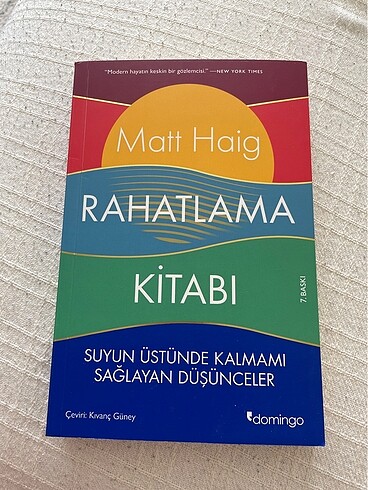 "Modern hayatın keskin bir gözlemcisi." —NEW YORK TIMES
Matt Haig
RAHATLAMA
KİTABI
7. BASKI
SUYUN ÜSTÜNDE KALMAMI
SAĞLAYAN DÜŞÜNCELER
Çeviri: Kıvanç Güney
domingo